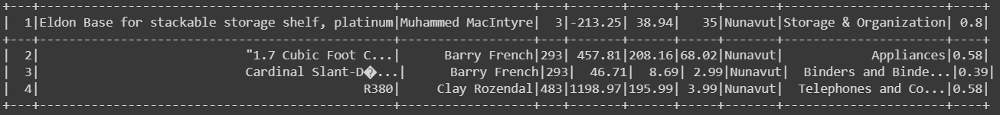 +---+--------------------------------------------------+------------------+---+-------+------+-----+-------+----------------------+----+
|  1|Eldon Base for stackable storage shelf, platinum|Muhammed MacIntyre|  3|-213.25| 38.94|   35|Nunavut|Storage & Organization| 0.8|
+---+--------------------------------------------------+------------------+---+-------+------+-----+-------+----------------------+----+
|  2|                            "1.7 Cubic Foot C...|      Barry French|293| 457.81|208.16|68.02|Nunavut|            Appliances|0.58|
|  3|                            Cardinal Slant-D�...|      Barry French|293|  46.71|  8.69| 2.99|Nunavut|  Binders and Binde...|0.39|
|  4|                                            R380|     Clay Rozendal|483|1198.97|195.99| 3.99|Nunavut|  Telephones and Co...|0.58|
+---+--------------------------------------------------+------------------+---+-------+------+-----+-------+----------------------+----+